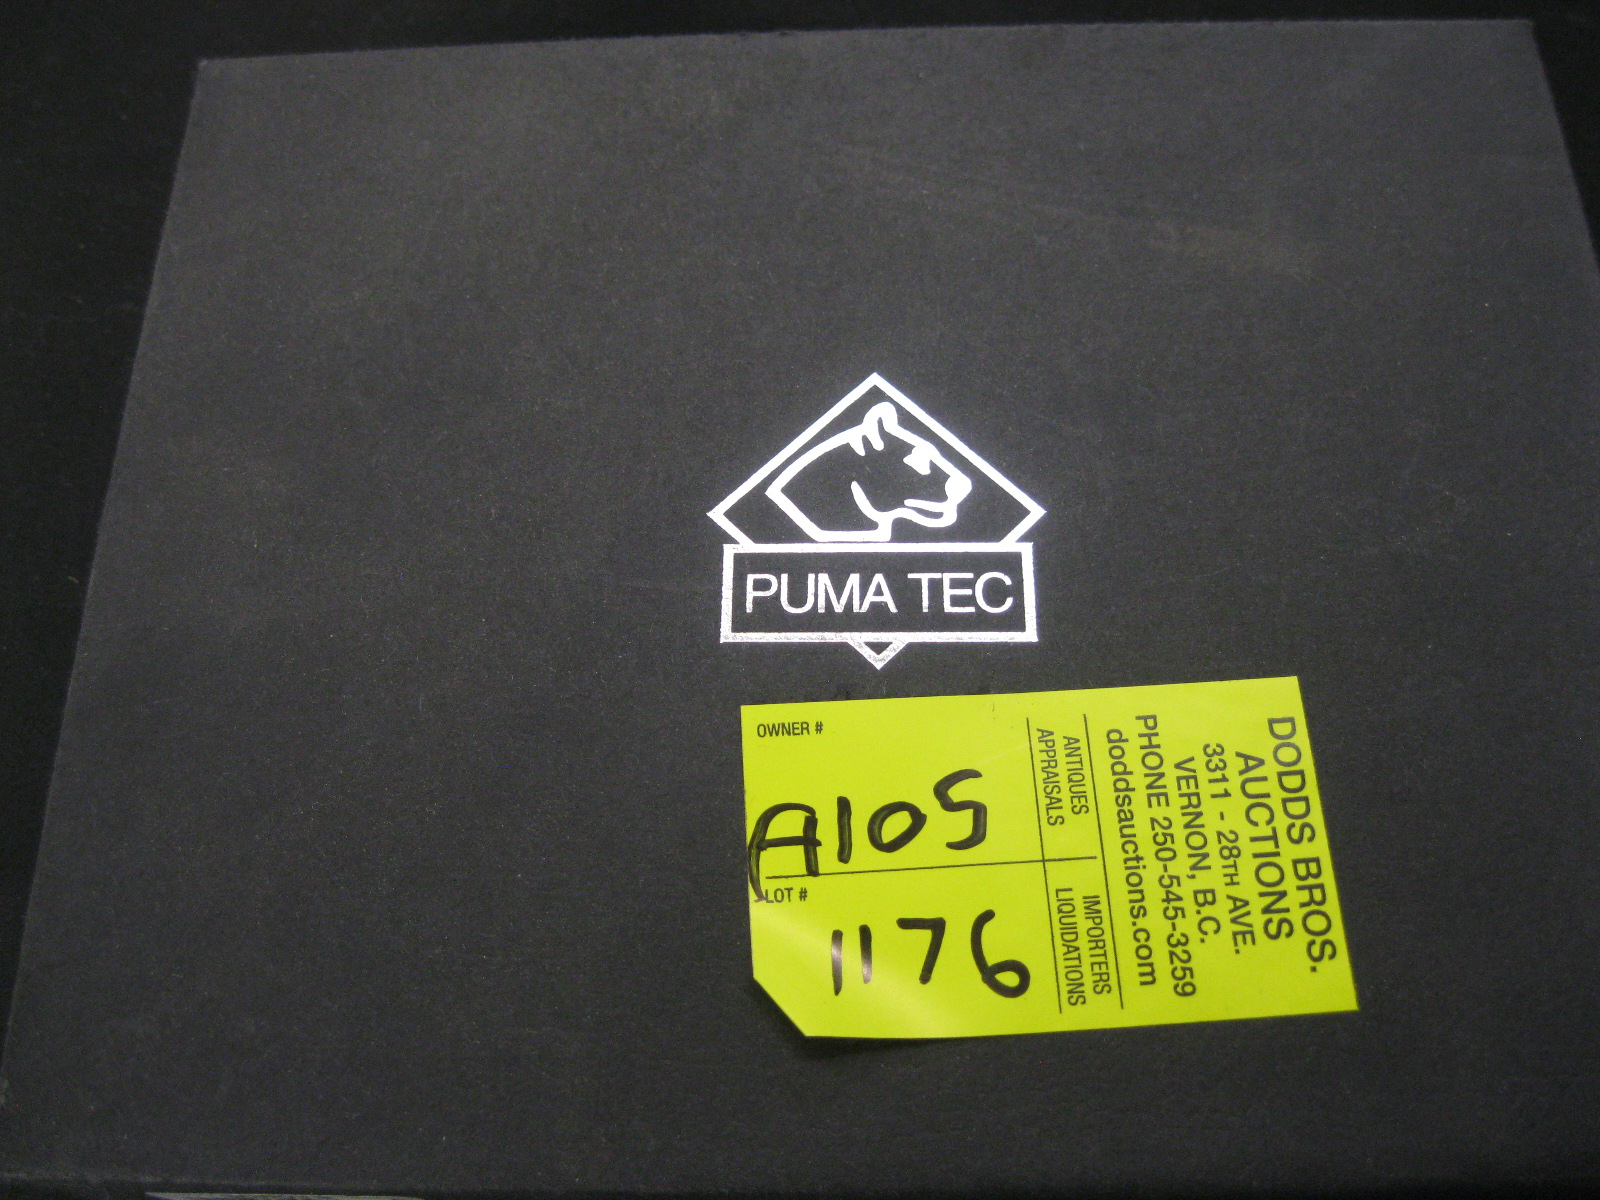 PUMA TEC
OWNER #
A105
LOT #
1176
ANTIQUES
APPRAISALS
IMPORTERS
LIQUIDATIONS
DODDS BROS.
AUCTIONS
3311 - 28TH AVE.
VERNON, B.C.
PHONE 250-545-3259
doddsauctions.com